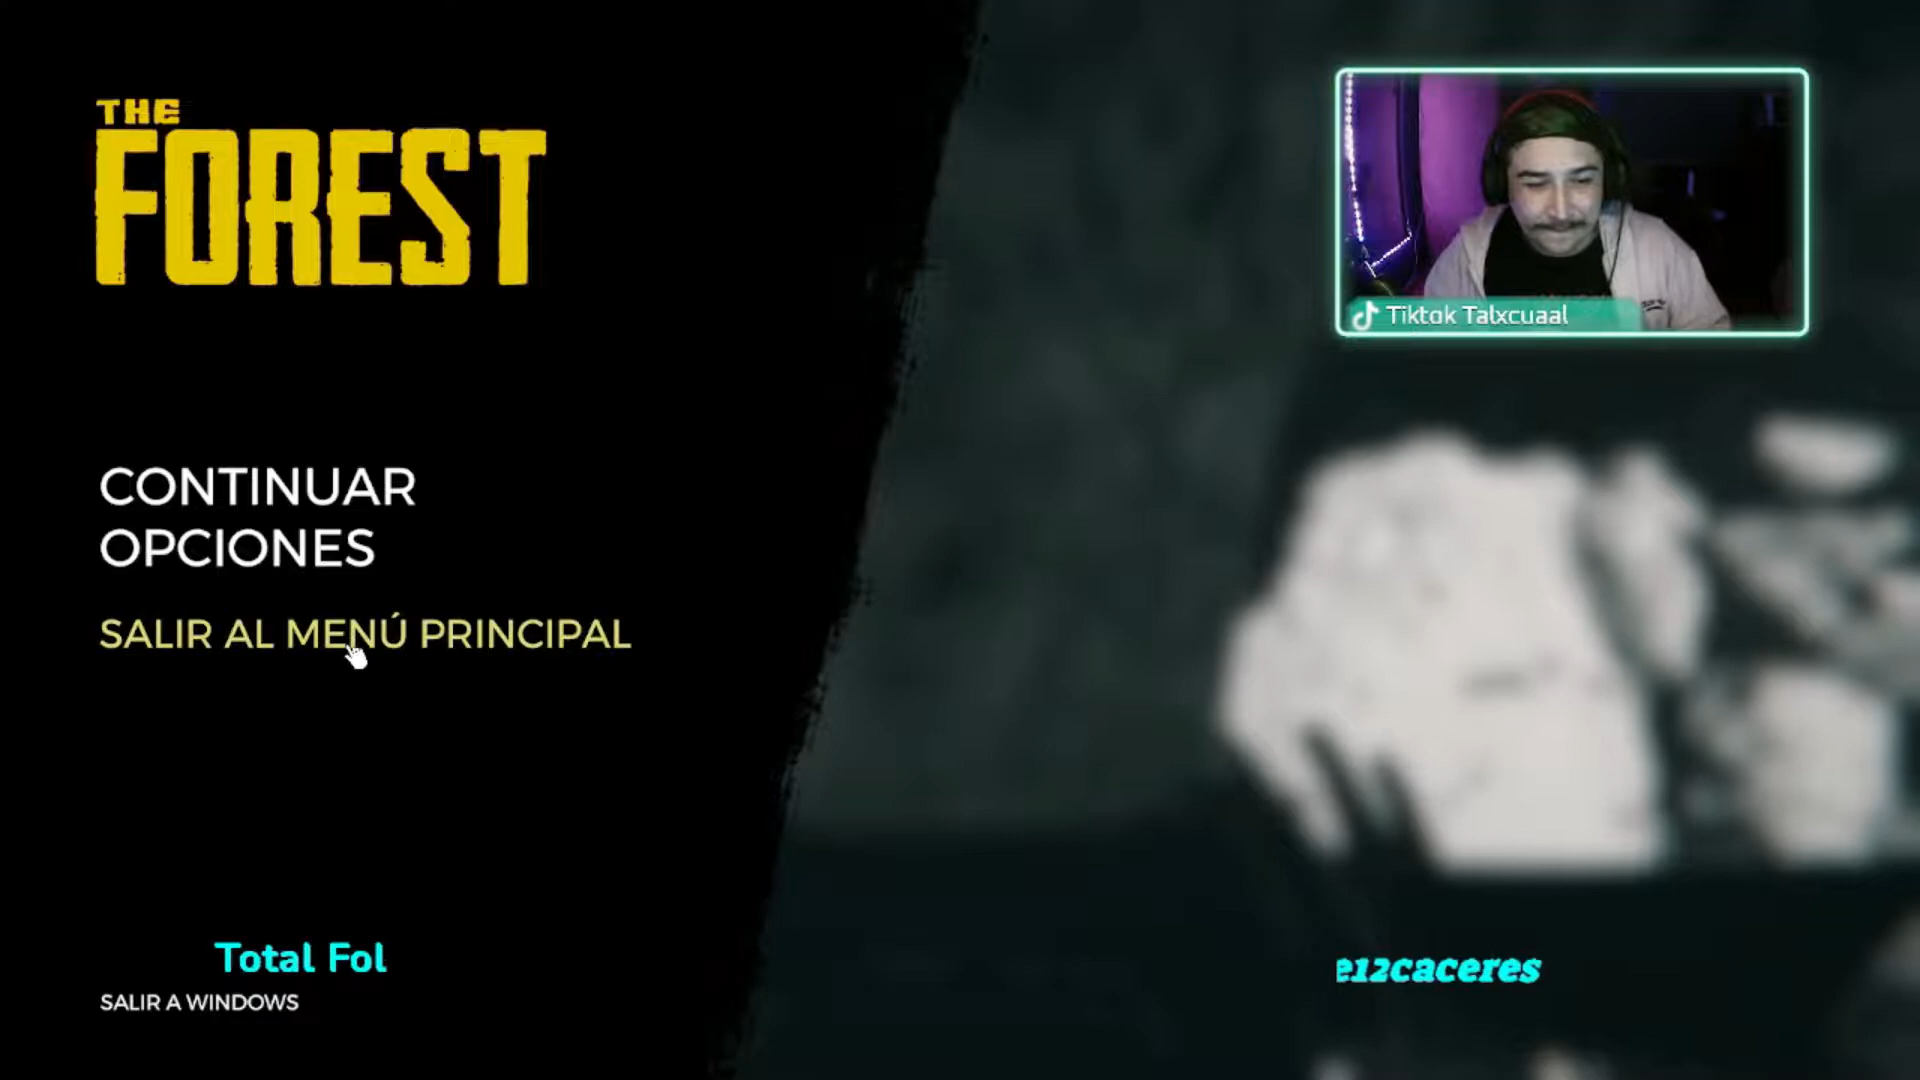 THE
FOREST
Tiktok Talxcuaal
CONTINUAR
OPCIONES
SALIR AL MENÚ PRINCIPAL
Total Fol
e12caceres
SALIR A WINDOWS